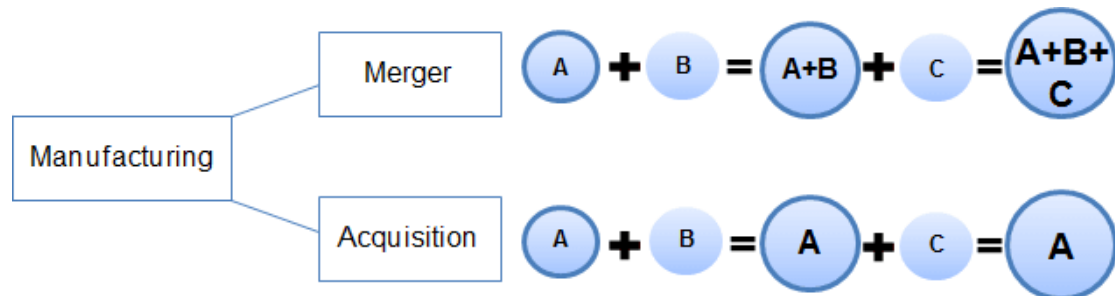 Merger
A + B = A+B + C = A+B+
C
Manufacturing
Acquisition
A + B = A + C = A